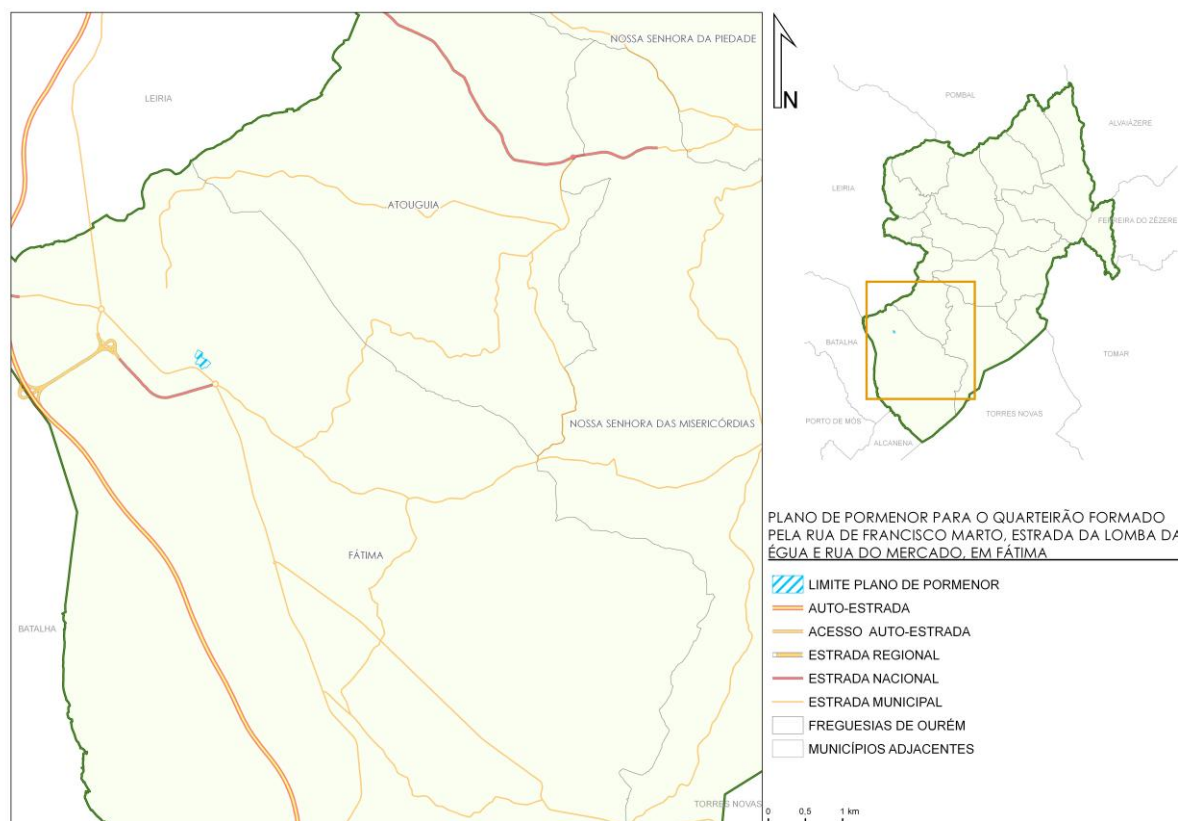 NOSSA SENHORA DA PIEDADE
LEIRIA
ATOUGUIA
NOSSA SENHORA DAS MISERICÓRDIAS
FÁTIMA
BATALHA
TORRES NOVAS
N
POMBAL
ALVAIÁZERE
LEIRIA
FERREIRA DO ZÊZERE
BATALHA
TOMAR
PORTO DE MÓS
TORRES NOVAS
ALCANENA
PLANO DE PORMENOR PARA O QUARTEIRÃO FORMADO
PELA RUA DE FRANCISCO MARTO, ESTRADA DA LOMBA DA
ÉGUA E RUA DO MERCADO, EM FÁTIMA
LIMITE PLANO DE PORMENOR
AUTO-ESTRADA
ACESSO AUTO-ESTRADA
ESTRADA REGIONAL
ESTRADA NACIONAL
ESTRADA MUNICIPAL
FREGUESIAS DE OURÉM
MUNICÍPIOS ADJACENTES
0 0,5 1 km